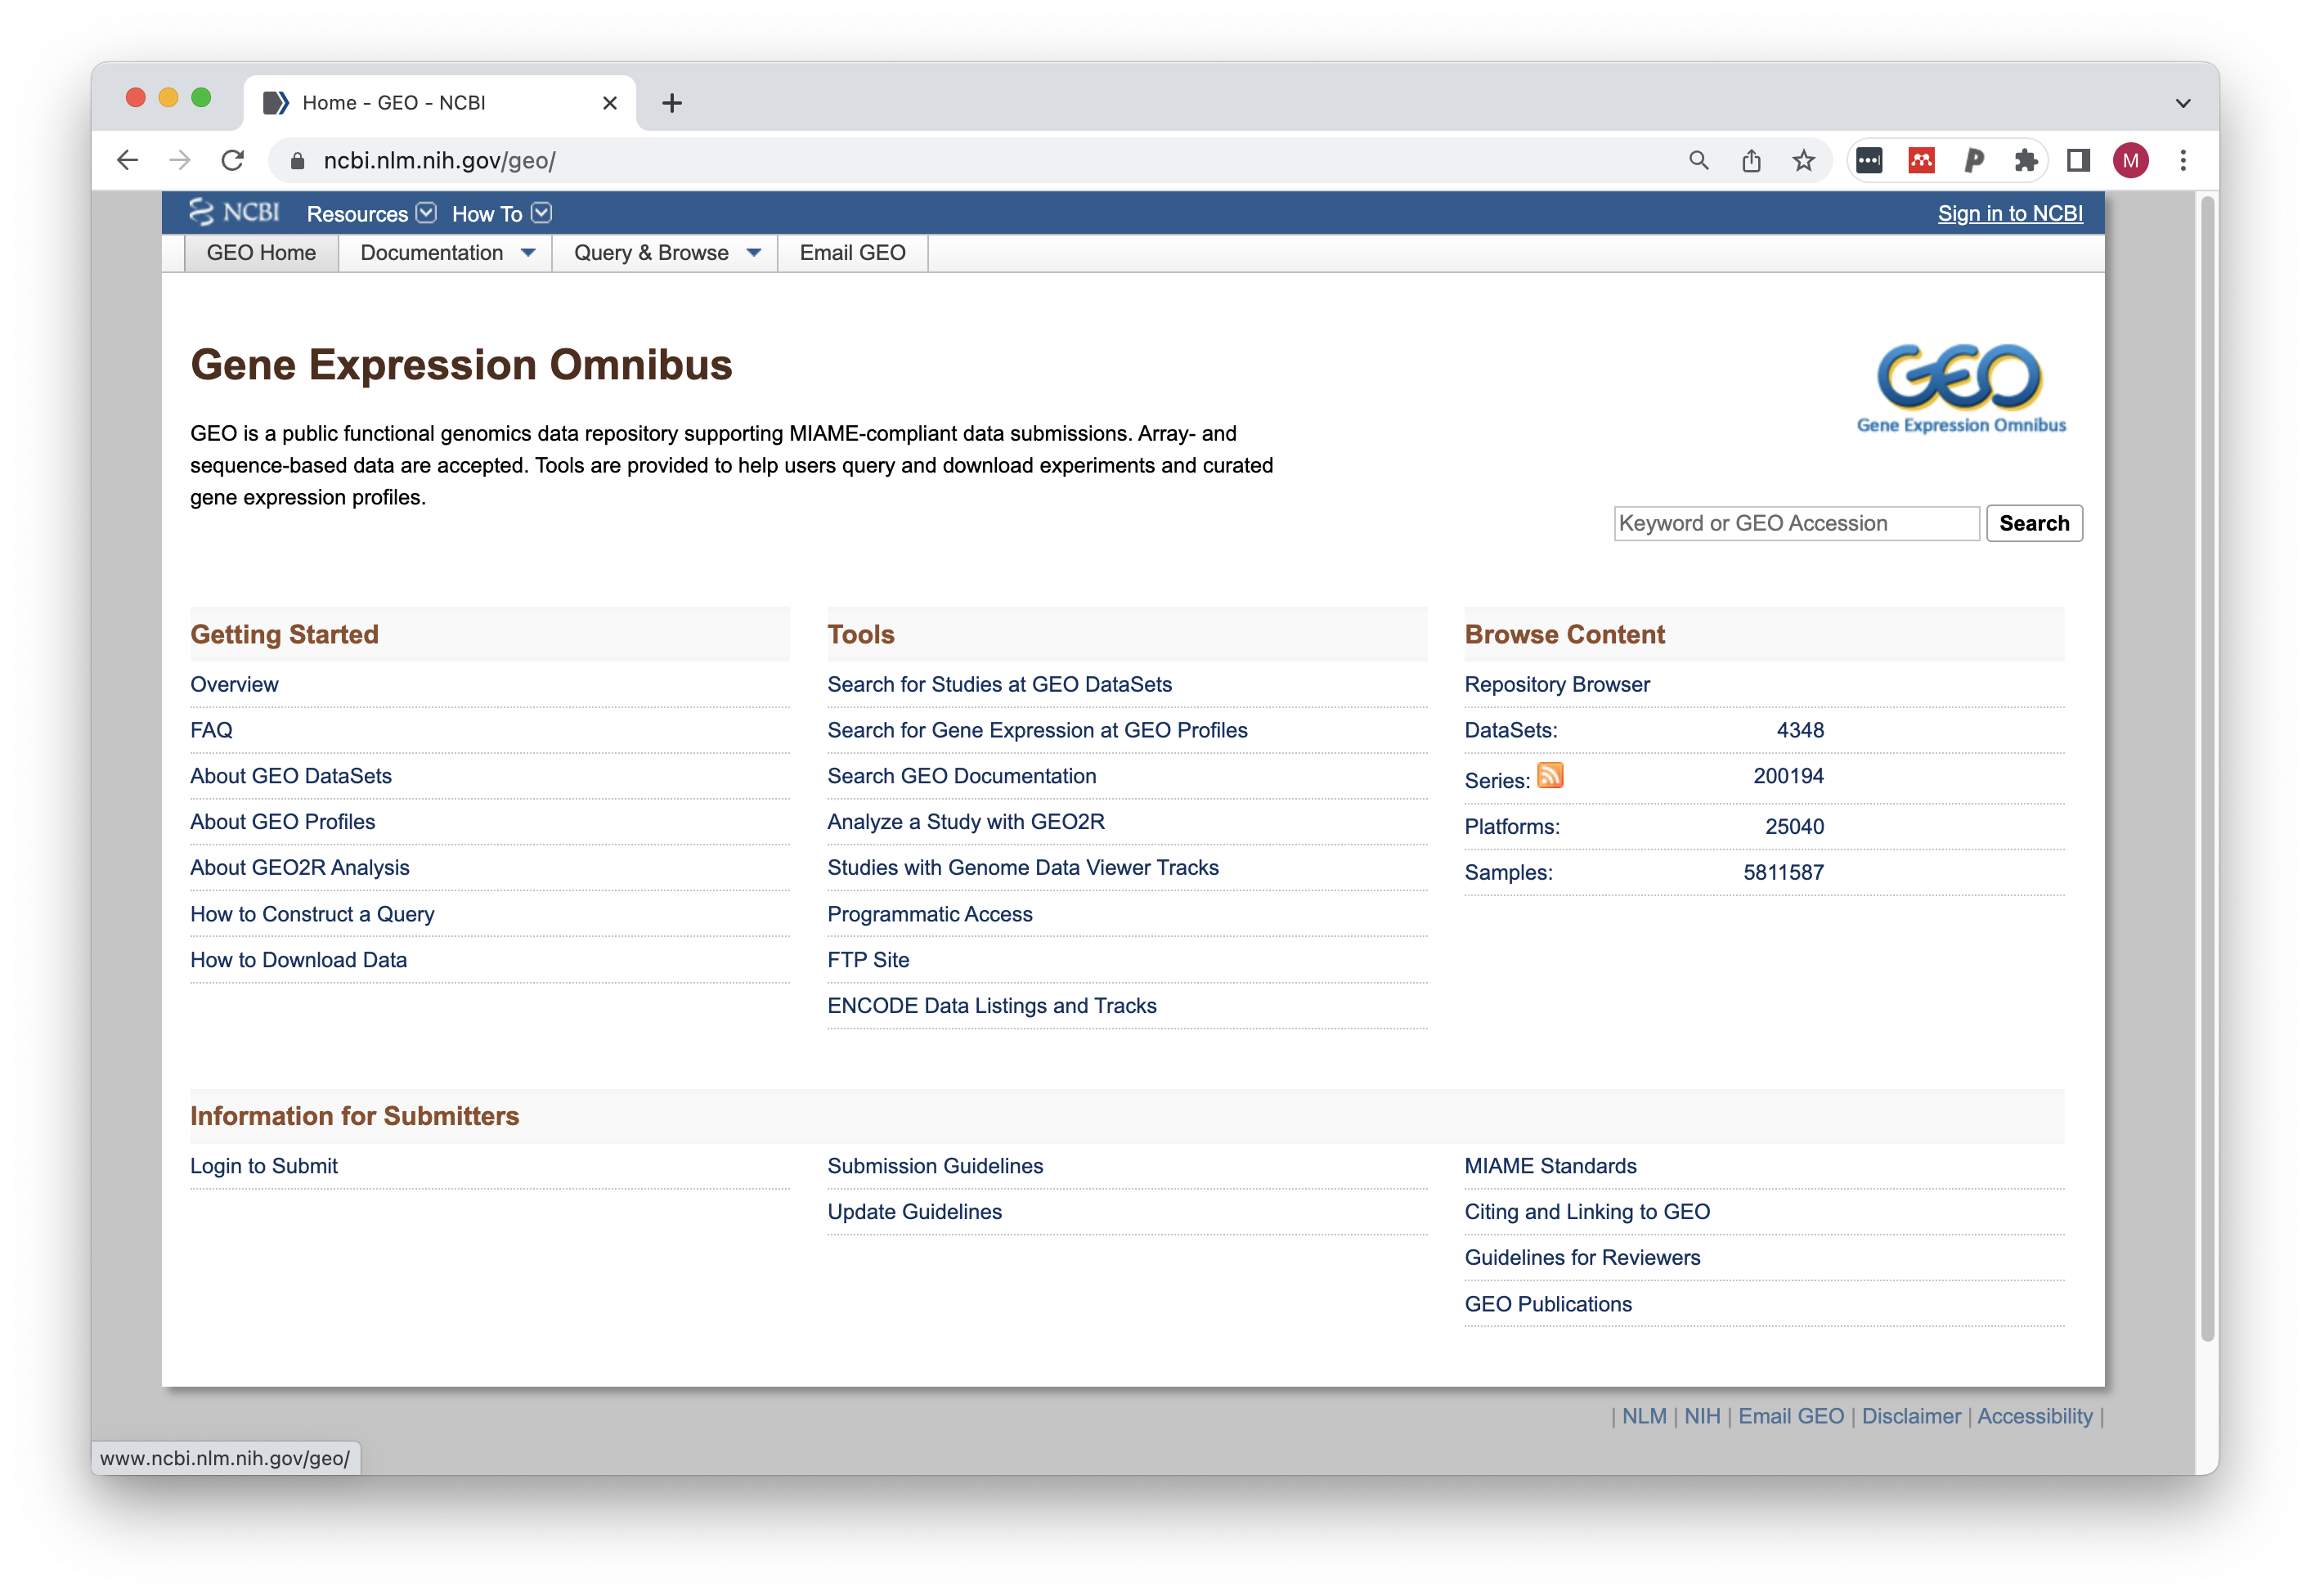 Home - GEO - NCBI
ncbi.nlm.nih.gov/geo/
M
NCBI Resources How To Sign in to NCBI
GEO Home Documentation Query & Browse Email GEO
Gene Expression Omnibus
GEO
Gene Expression Omnibus
GEO is a public functional genomics data repository supporting MIAME-compliant data submissions. Array- and
sequence-based data are accepted. Tools are provided to help users query and download experiments and curated
gene expression profiles.
Keyword or GEO Accession Search
Getting Started
Overview
FAQ
About GEO DataSets
About GEO Profiles
About GEO2R Analysis
How to Construct a Query
How to Download Data
Tools
Search for Studies at GEO DataSets
Search for Gene Expression at GEO Profiles
Search GEO Documentation
Analyze a Study with GEO2R
Studies with Genome Data Viewer Tracks
Programmatic Access
FTP Site
ENCODE Data Listings and Tracks
Browse Content
Repository Browser
DataSets: 4348
Series: 200194
Platforms: 25040
Samples: 5811587
Information for Submitters
Login to Submit
Submission Guidelines
Update Guidelines
MIAME Standards
Citing and Linking to GEO
Guidelines for Reviewers
GEO Publications
| NLM | NIH | Email GEO | Disclaimer | Accessibility |
www.ncbi.nlm.nih.gov/geo/